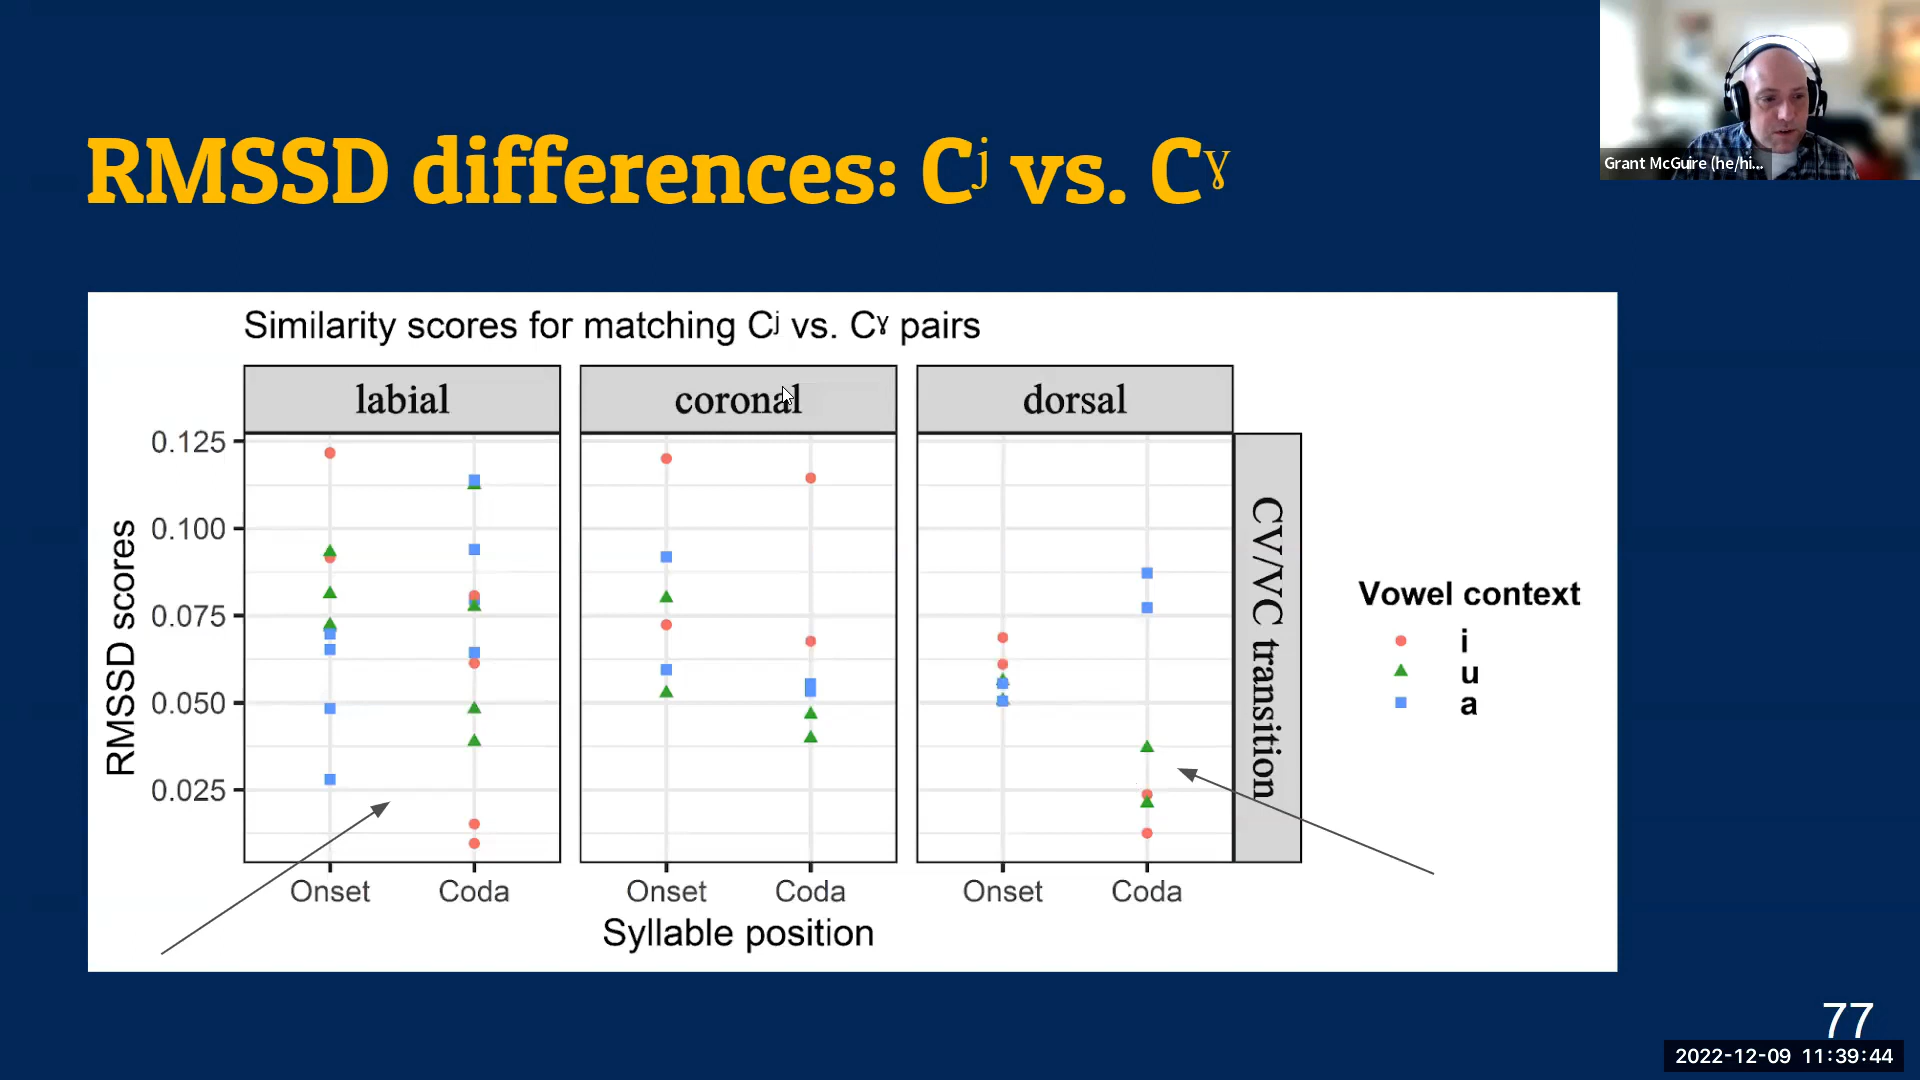 RMSSD differences: Cʲ vs. Cˠ
Grant McGuire (he/hi...
Similarity scores for matching Cʲ vs. Cˠ pairs
labial
coronal
dorsal
0.125
0.100
0.075
0.050
0.025
RMSSD scores
CV/VC transition
Vowel context
i
u
a
Onset
Coda
Onset
Coda
Onset
Coda
Syllable position
77
2022-12-09 11:39:44